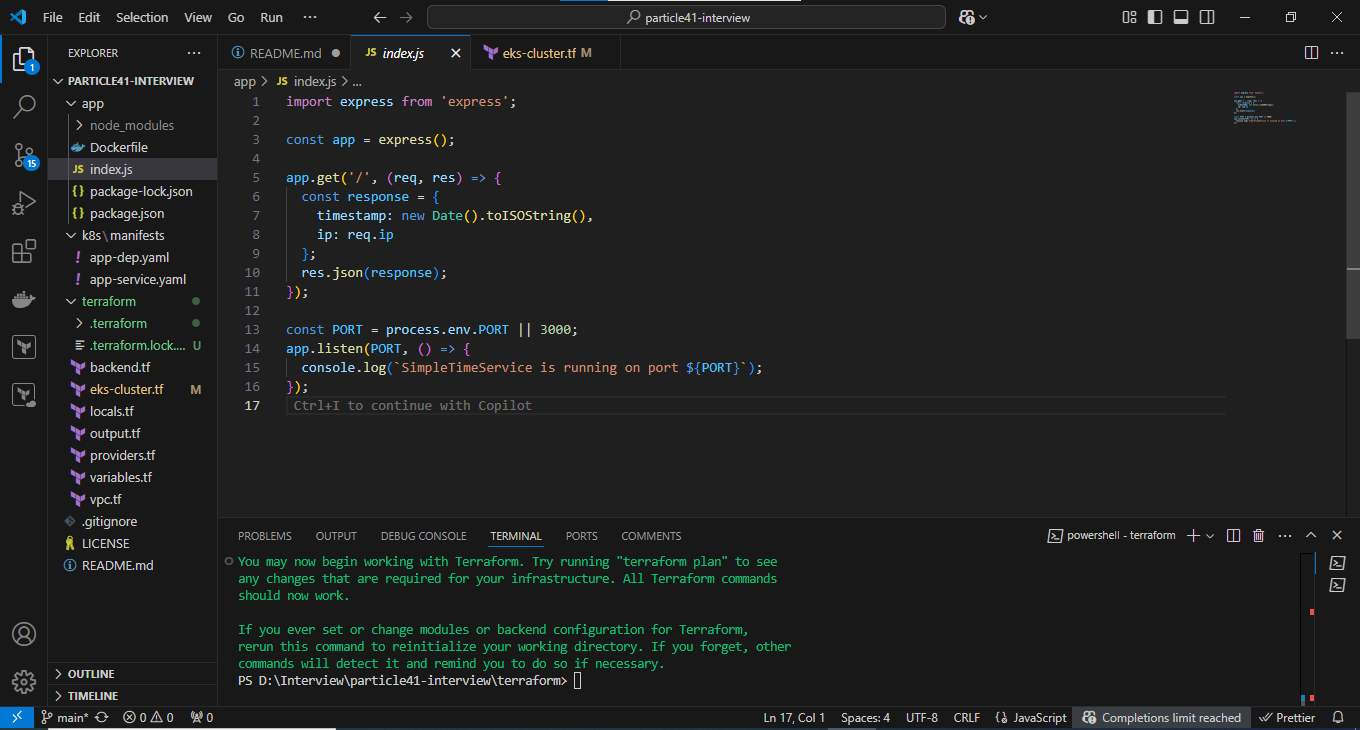 File Edit Selection View Go Run ··· particle41-interview
EXPLORER ···
README.md ● JS index.js × eks-cluster.tf M ···
PARTICLE41-INTERVIEW
app > JS index.js > ...
app
node_modules
Dockerfile
JS index.js
{} package-lock.json
{} package.json
k8s \ manifests
! app-dep.yaml
! app-service.yaml
terraform
.terraform
.terraform.lock.... U
backend.tf
eks-cluster.tf M
locals.tf
output.tf
providers.tf
variables.tf
vpc.tf
.gitignore
LICENSE
README.md
OUTLINE
TIMELINE
1
15
1 import express from 'express';
2
3 const app = express();
4
5 app.get('/', (req, res) => {
6 const response = {
7 timestamp: new Date().toISOString(),
8 ip: req.ip
9 };
10 res.json(response);
11 });
12
13 const PORT = process.env.PORT || 3000;
14 app.listen(PORT, () => {
15 console.log(`SimpleTimeService is running on port ${PORT}`);
16 });
17 Ctrl+I to continue with Copilot
PROBLEMS OUTPUT DEBUG CONSOLE TERMINAL PORTS COMMENTS powershell - terraform
You may now begin working with Terraform. Try running "terraform plan" to see
any changes that are required for your infrastructure. All Terraform commands
should now work.
If you ever set or change modules or backend configuration for Terraform,
rerun this command to reinitialize your working directory. If you forget, other
commands will detect it and remind you to do so if necessary.
PS D:\Interview\particle41-interview\terraform>
main* 0 0 0 Ln 17, Col 1 Spaces: 4 UTF-8 CRLF {} JavaScript Completions limit reached Prettier